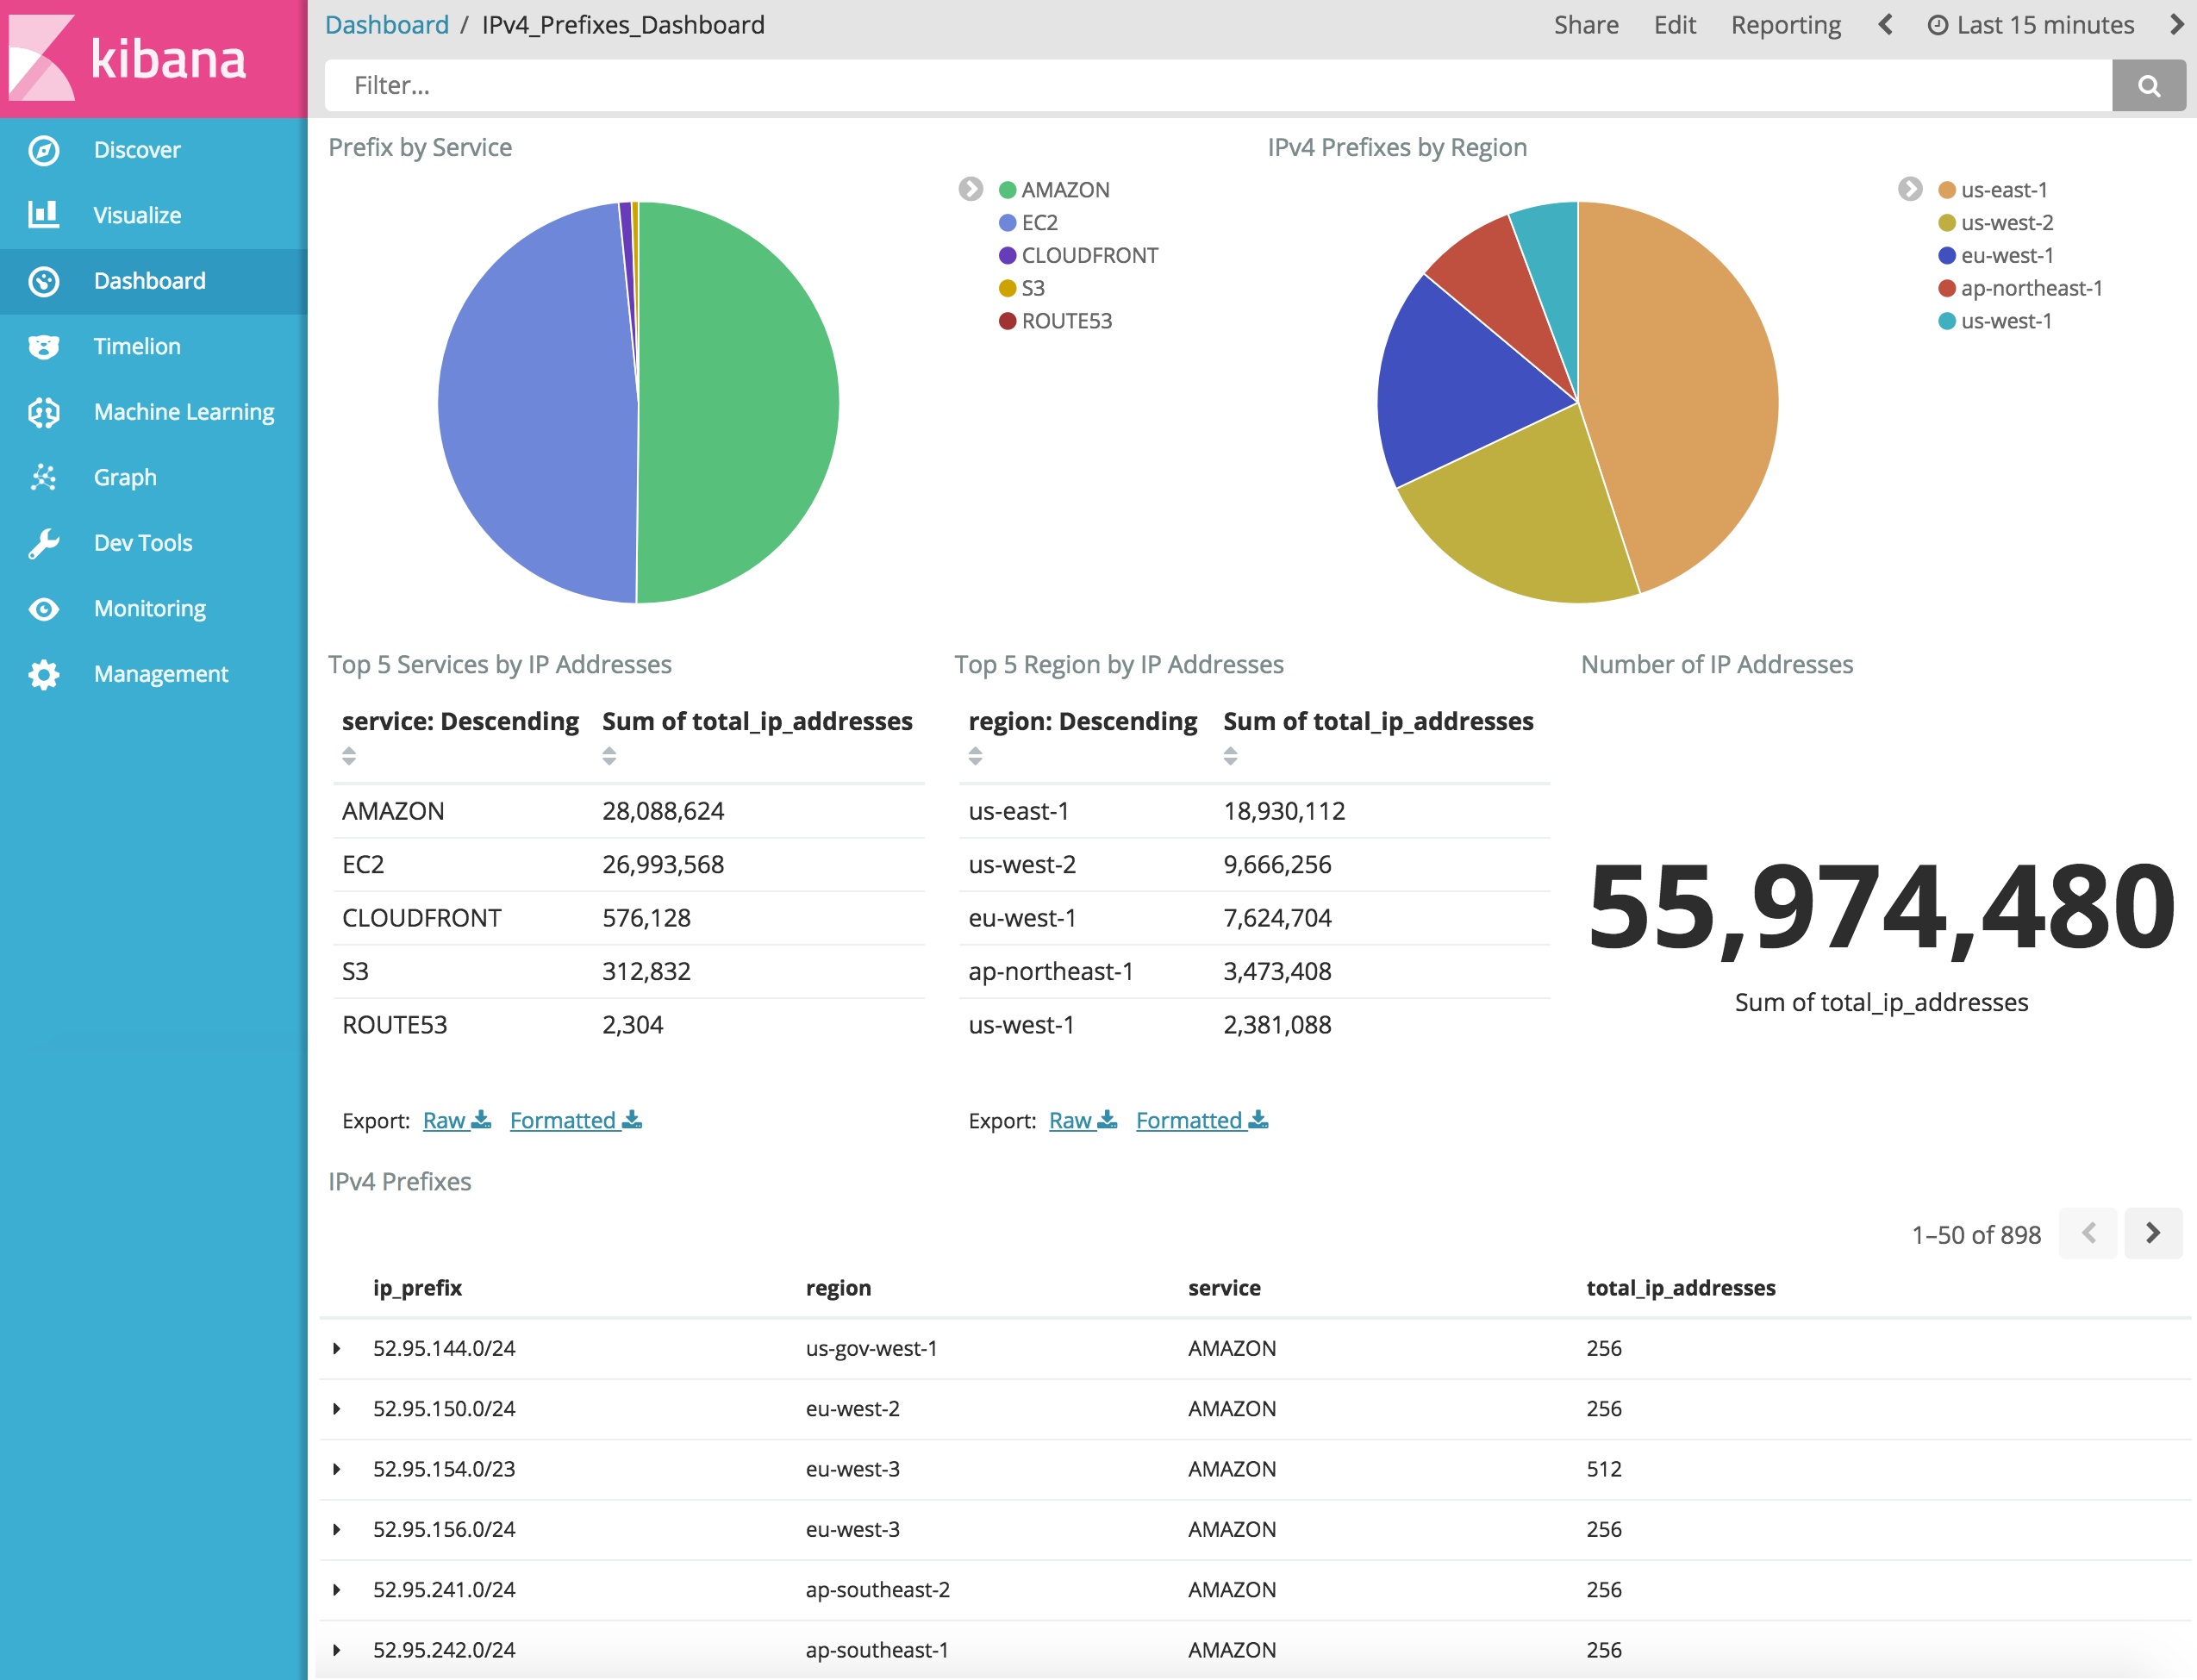 kibana
Dashboard / IPv4_Prefixes_Dashboard
Share Edit Reporting Last 15 minutes
Filter...
Discover
Visualize
Dashboard
Timelion
Machine Learning
Graph
Dev Tools
Monitoring
Management
Prefix by Service
AMAZON
EC2
CLOUDFRONT
S3
ROUTE53
IPv4 Prefixes by Region
us-east-1
us-west-2
eu-west-1
ap-northeast-1
us-west-1
Top 5 Services by IP Addresses
service: Descending Sum of total_ip_addresses
AMAZON 28,088,624
EC2 26,993,568
CLOUDFRONT 576,128
S3 312,832
ROUTE53 2,304
Export: Raw Formatted
Top 5 Region by IP Addresses
region: Descending Sum of total_ip_addresses
us-east-1 18,930,112
us-west-2 9,666,256
eu-west-1 7,624,704
ap-northeast-1 3,473,408
us-west-1 2,381,088
Export: Raw Formatted
Number of IP Addresses
55,974,480
Sum of total_ip_addresses
IPv4 Prefixes
1–50 of 898
ip_prefix region service total_ip_addresses
52.95.144.0/24 us-gov-west-1 AMAZON 256
52.95.150.0/24 eu-west-2 AMAZON 256
52.95.154.0/23 eu-west-3 AMAZON 512
52.95.156.0/24 eu-west-3 AMAZON 256
52.95.241.0/24 ap-southeast-2 AMAZON 256
52.95.242.0/24 ap-southeast-1 AMAZON 256